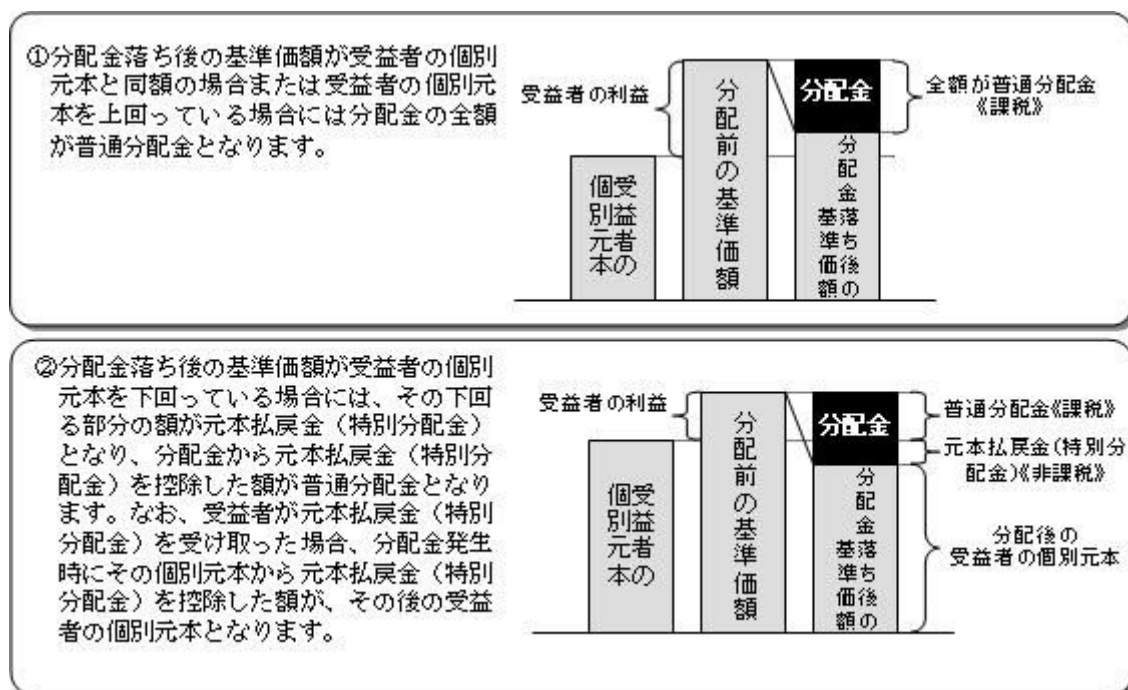 ①分配金落ち後の基準価額が受益者の個別
元本と同額の場合または受益者の個別元
本を上回っている場合には分配金の全額
が普通分配金となります。
受益者の利益
受益者の
個別元本
分配前の基準価額
分配金
分配金落ち後の
基準価額
全額が普通分配金
《課税》
②分配金落ち後の基準価額が受益者の個別
元本を下回っている場合には、その下回
る部分の額が元本払戻金（特別分配金）
となり、分配金から元本払戻金（特別分
配金）を控除した額が普通分配金となり
ます。なお、受益者が元本払戻金（特別
分配金）を受け取った場合、分配金発生
時にその個別元本から元本払戻金（特別
分配金）を控除した額が、その後の受益
者の個別元本となります。
受益者の利益
受益者の
個別元本
分配前の基準価額
分配金
分配金落ち後の
基準価額
普通分配金《課税》
元本払戻金(特別分
配金)《非課税》
分配後の
受益者の個別元本